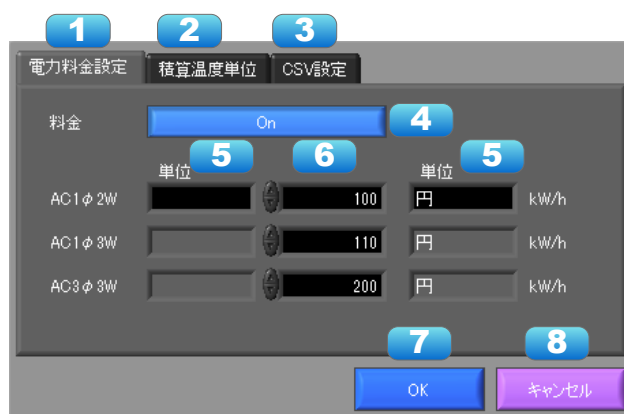 1 2 3
電力料金設定 積算温度単位 CSV設定
料金 On 4
5 6 5
単位 単位
AC1φ2W 100 円 kW/h
AC1φ3W 110 円 kW/h
AC3φ3W 200 円 kW/h
7 8
OK キャンセル